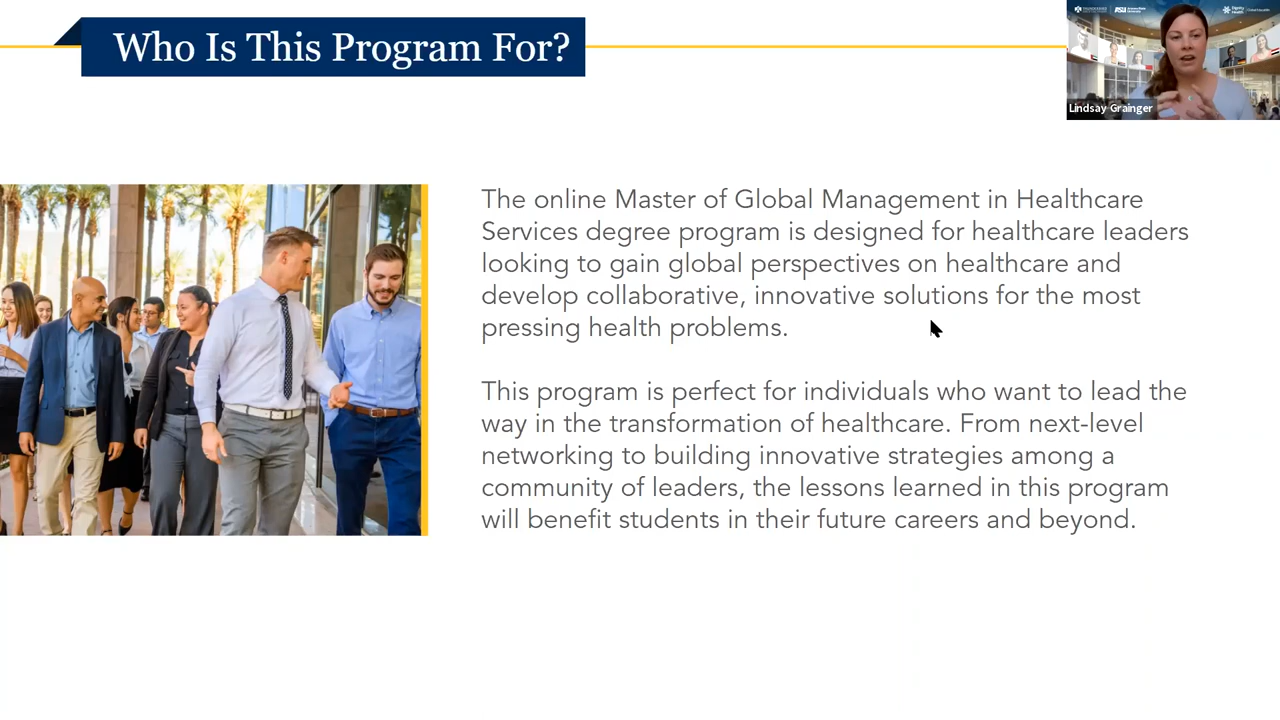 Who Is This Program For?
Lindsay Grainger
The online Master of Global Management in Healthcare
Services degree program is designed for healthcare leaders
looking to gain global perspectives on healthcare and
develop collaborative, innovative solutions for the most
pressing health problems.
This program is perfect for individuals who want to lead the
way in the transformation of healthcare. From next-level
networking to building innovative strategies among a
community of leaders, the lessons learned in this program
will benefit students in their future careers and beyond.